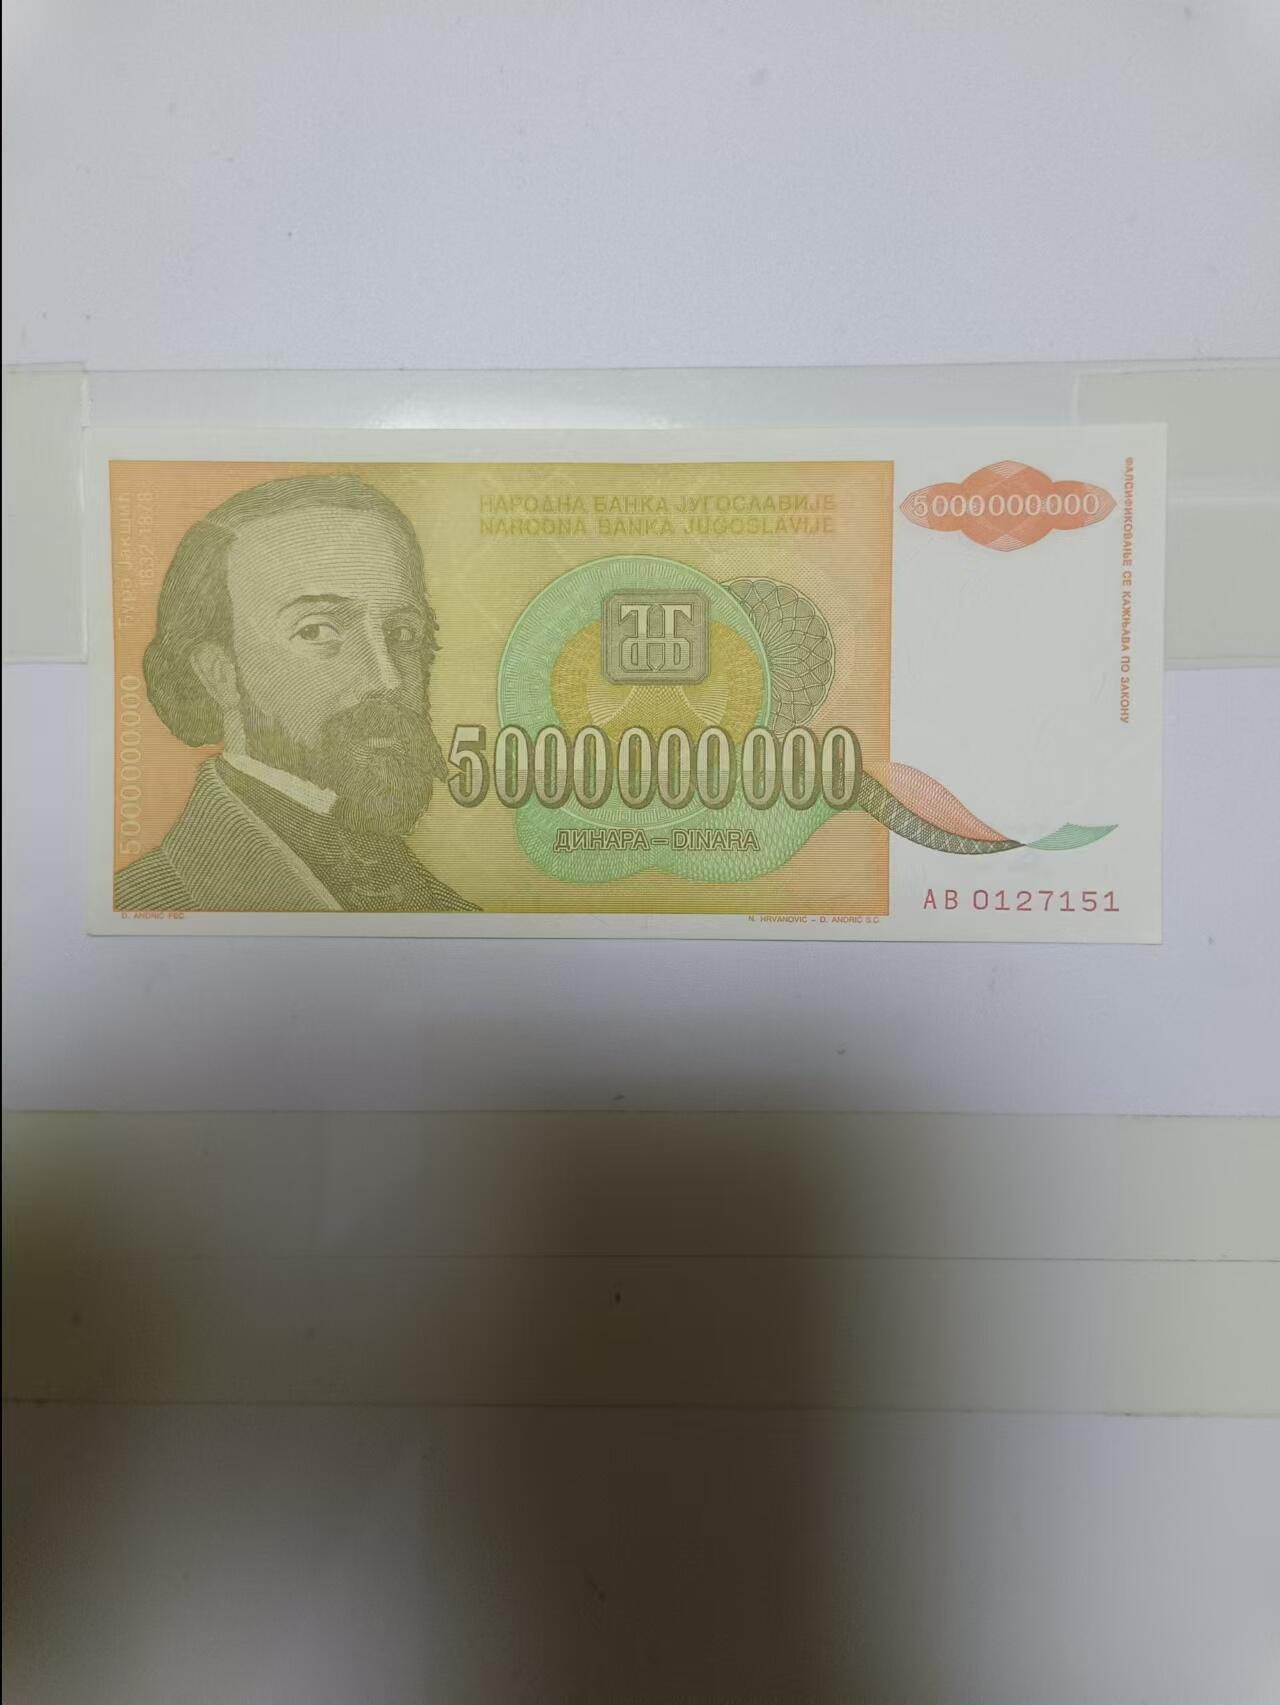 Ђура Јакшић
1832-1878
5000000000
НАРОДНА БАНКА ЈУГОСЛАВИЈЕ
NARODNA BANKA JUGOSLAVIJE
5000000000
ДИНАРА – DINARA
5000000000
ФАЛСИФИКОВАЊЕ СЕ КАЖЊАВА ПО ЗАКОНУ
AB 0127151
D. ANDRIĆ FEC.
N. HRVANOVIĆ – D. ANDRIĆ S.C.